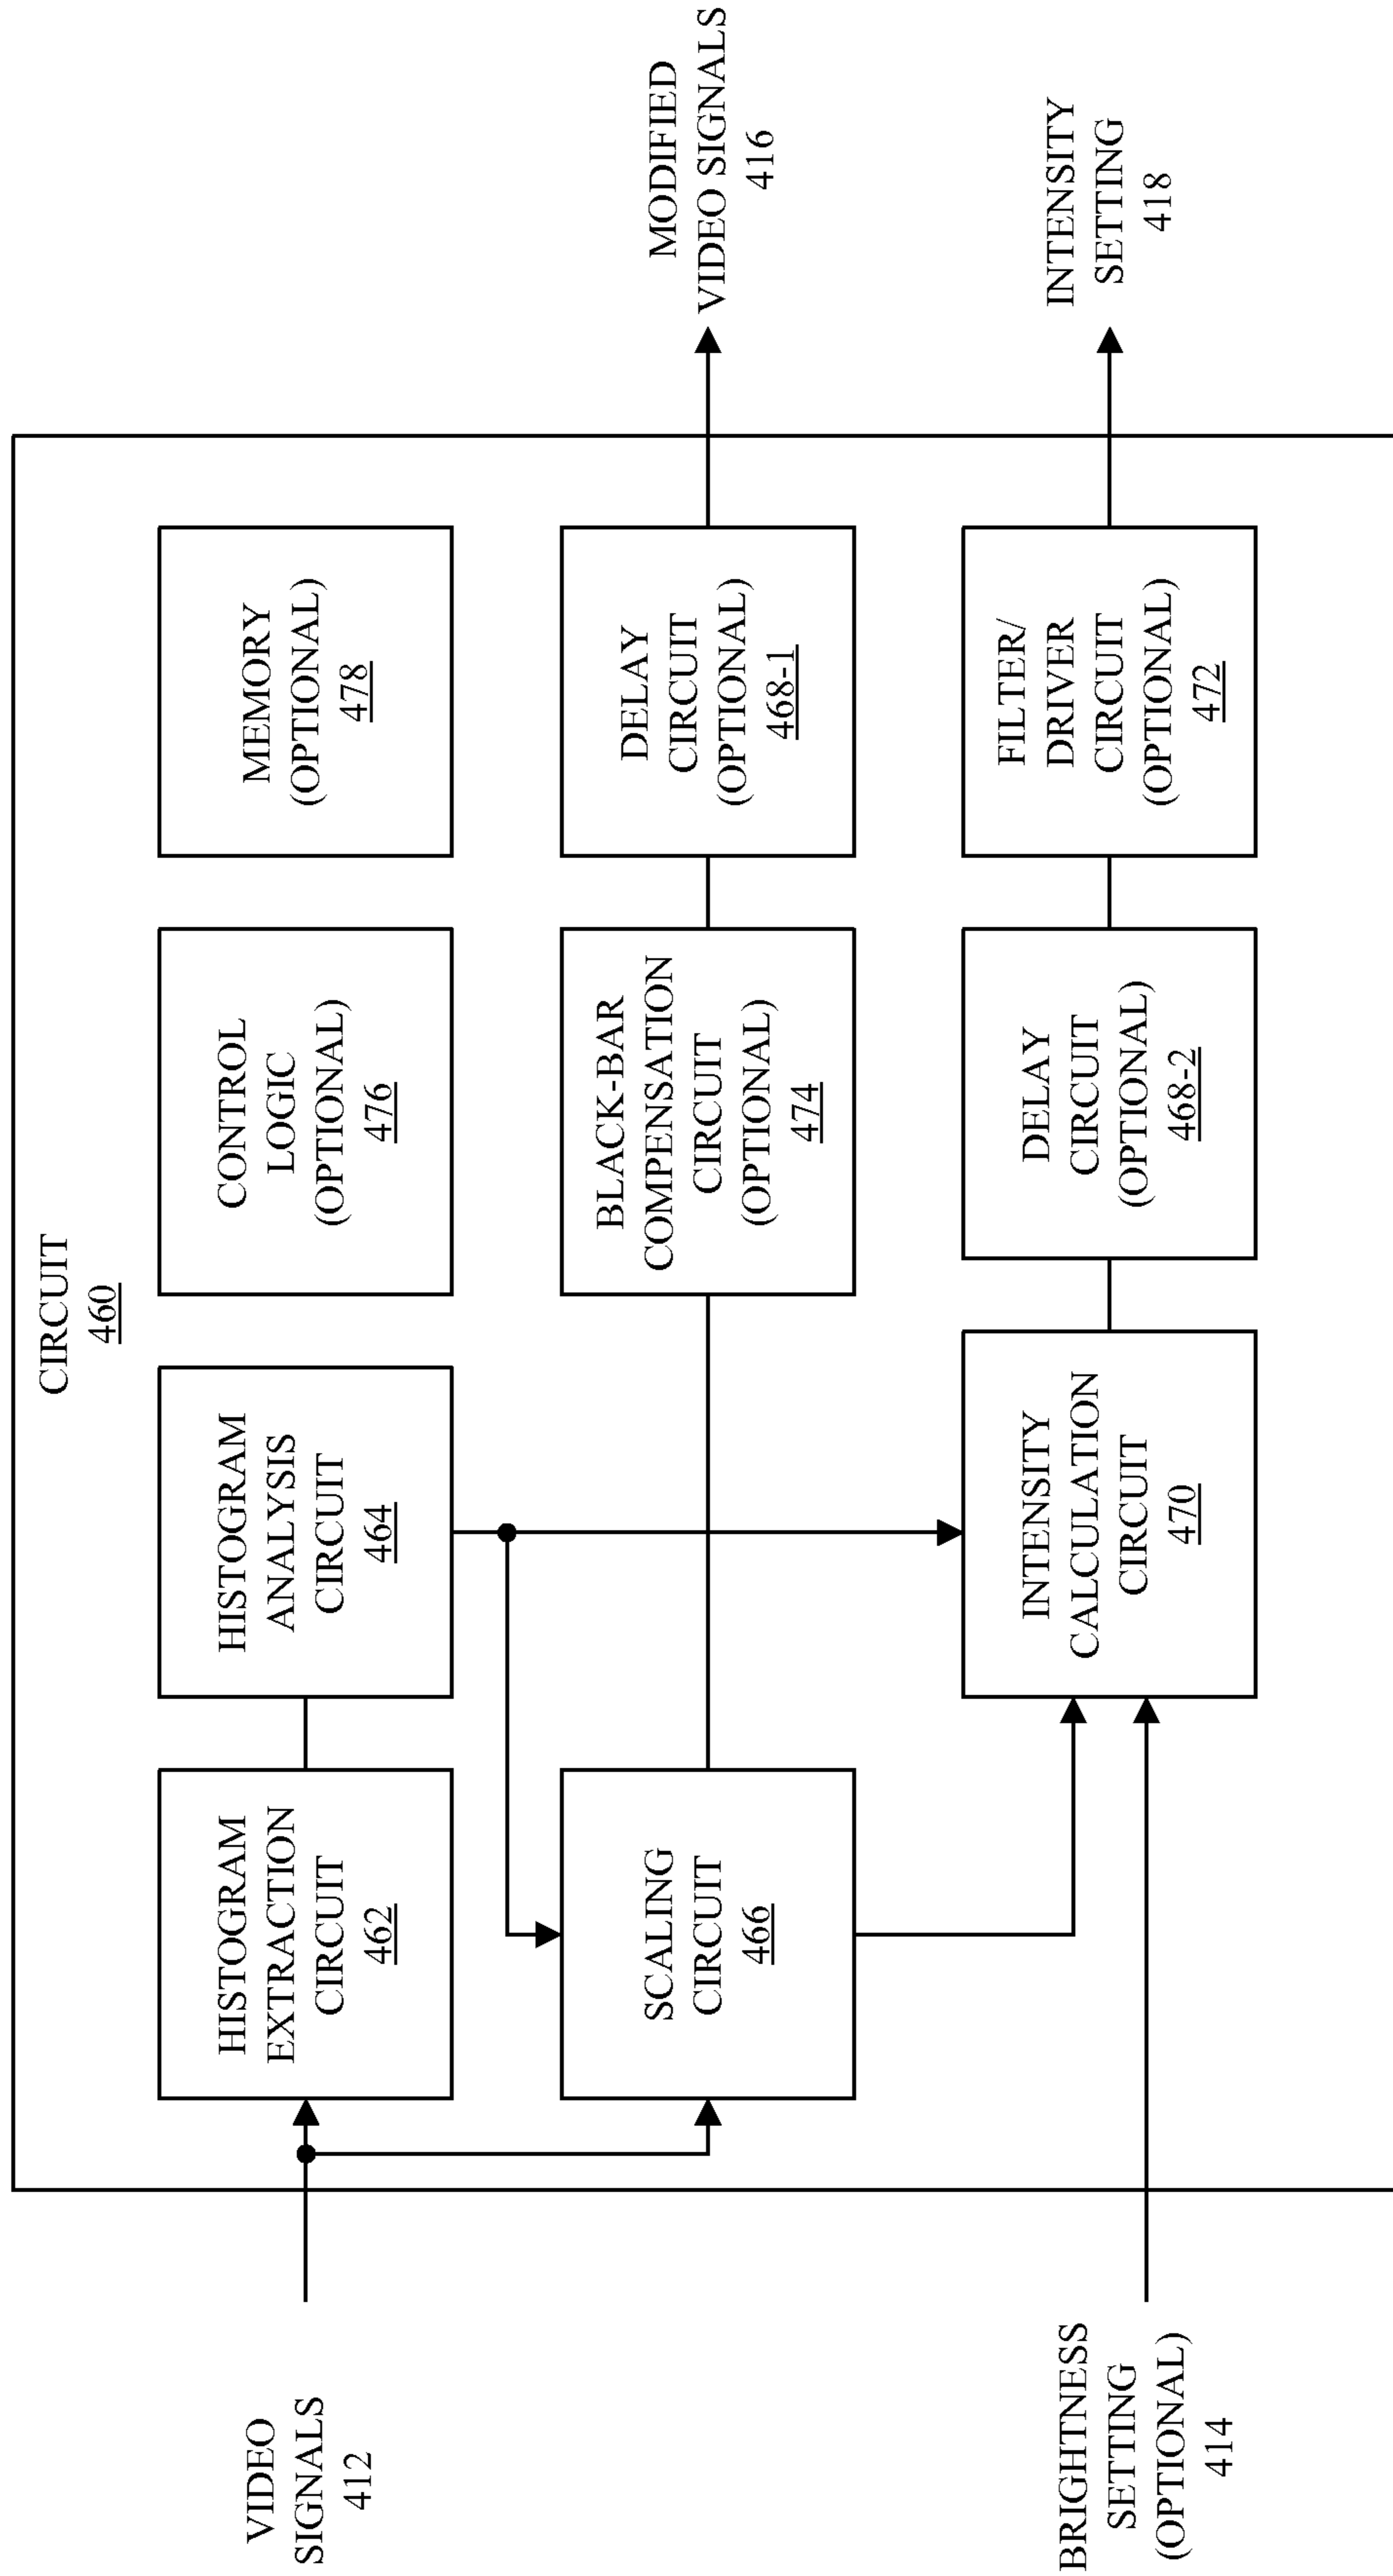 CIRCUIT
460
VIDEO
SIGNALS
412
HISTOGRAM
EXTRACTION
CIRCUIT
462
HISTOGRAM
ANALYSIS
CIRCUIT
464
CONTROL
LOGIC
(OPTIONAL)
476
MEMORY
(OPTIONAL)
478
SCALING
CIRCUIT
466
BLACK-BAR
COMPENSATION
CIRCUIT
(OPTIONAL)
474
DELAY
CIRCUIT
(OPTIONAL)
468-1
MODIFIED
VIDEO SIGNALS
416
BRIGHTNESS
SETTING
(OPTIONAL)
414
INTENSITY
CALCULATION
CIRCUIT
470
DELAY
CIRCUIT
(OPTIONAL)
468-2
FILTER/
DRIVER
CIRCUIT
(OPTIONAL)
472
INTENSITY
SETTING
418